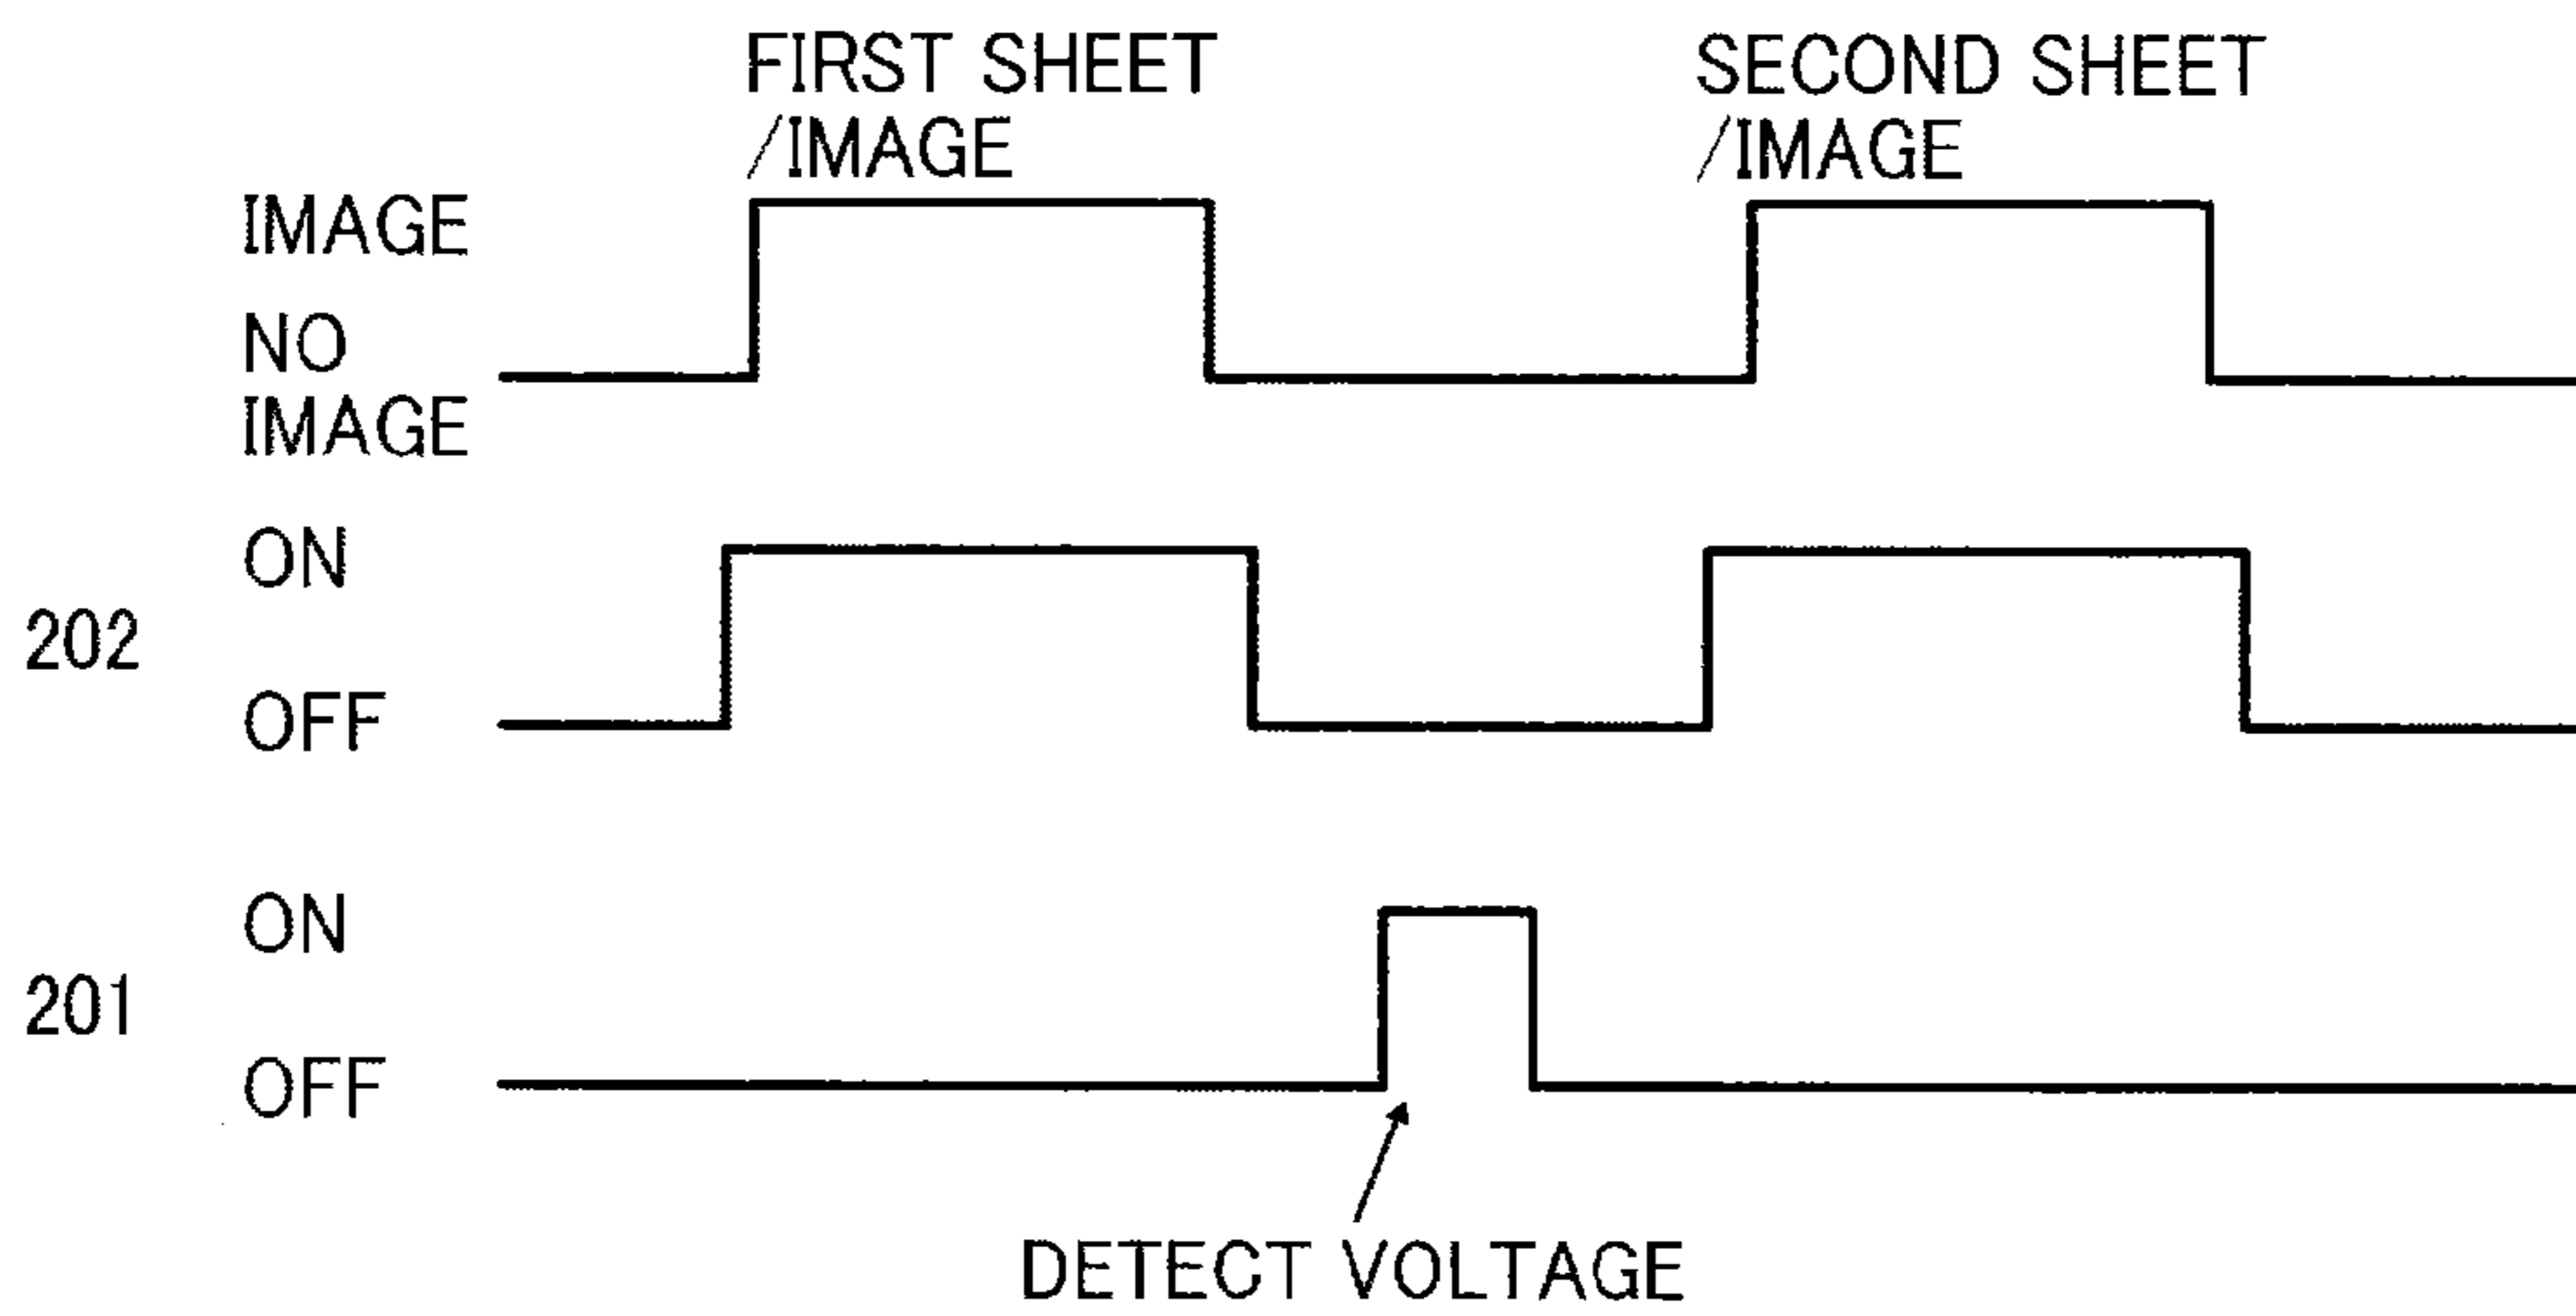 FIRST SHEET
/IMAGE
SECOND SHEET
/IMAGE
IMAGE
NO
IMAGE
ON
202
OFF
ON
201
OFF
DETECT VOLTAGE